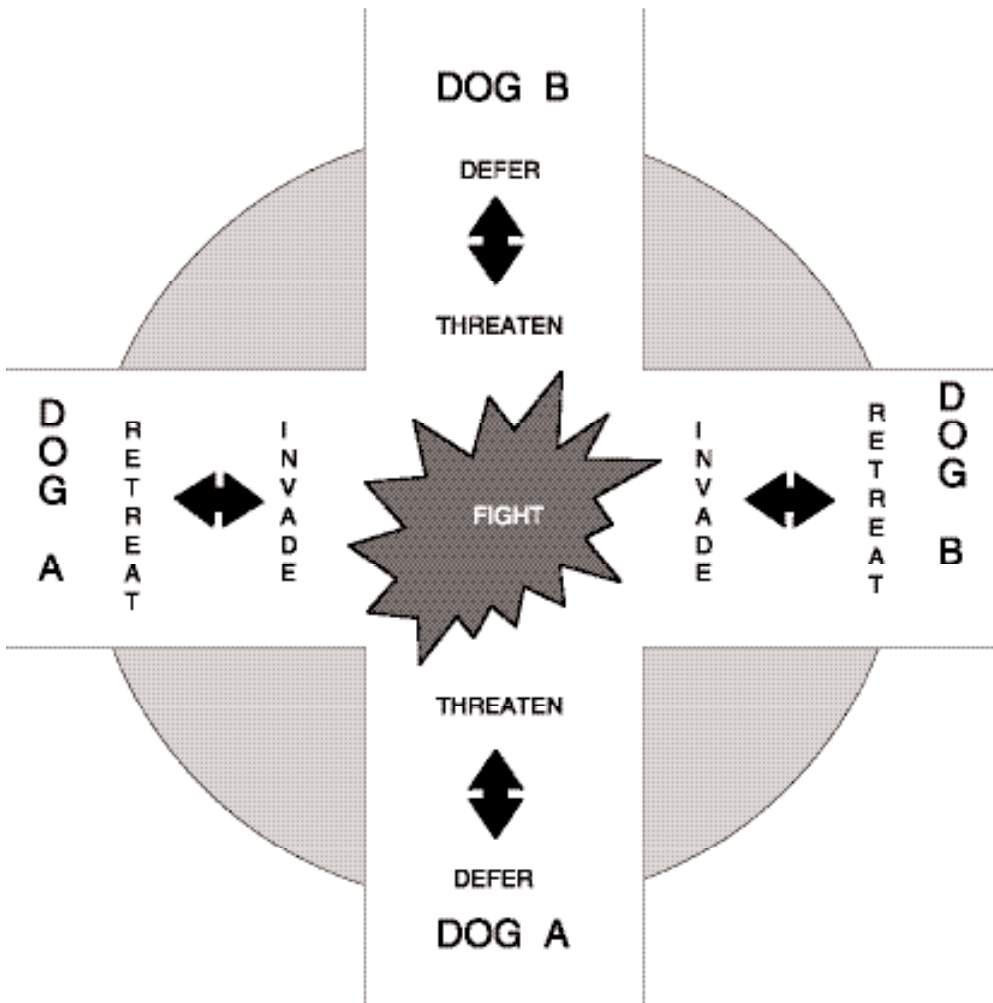 DOG B
DEFER
THREATEN
DOG A
RETREAT
INVADE
FIGHT
INVADE
RETREAT
DOG B
THREATEN
DEFER
DOG A